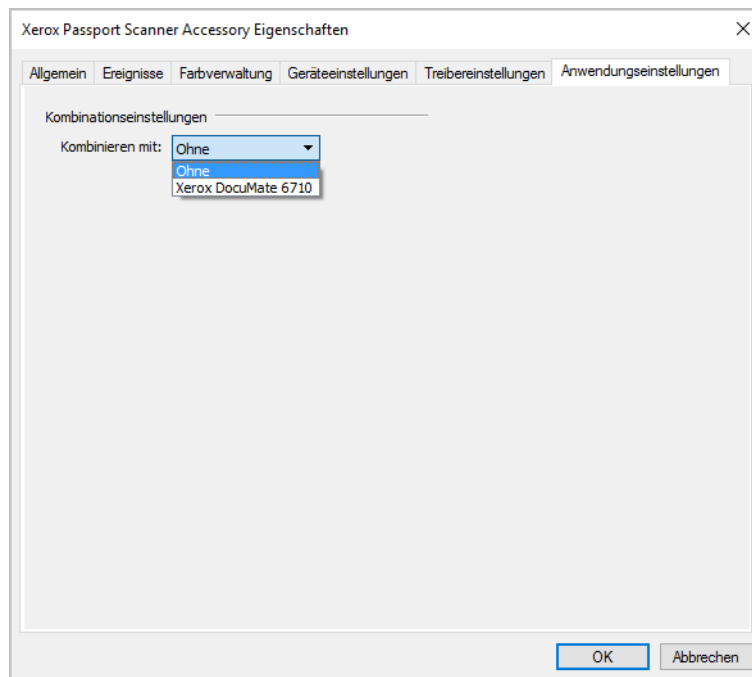 Xerox Passport Scanner Accessory Eigenschaften
Allgemein Ereignisse Farbverwaltung Geräteeinstellungen Treibereinstellungen Anwendungseinstellungen
Kombinationseinstellungen
Kombinieren mit: Ohne
Ohne
Xerox DocuMate 6710
OK Abbrechen